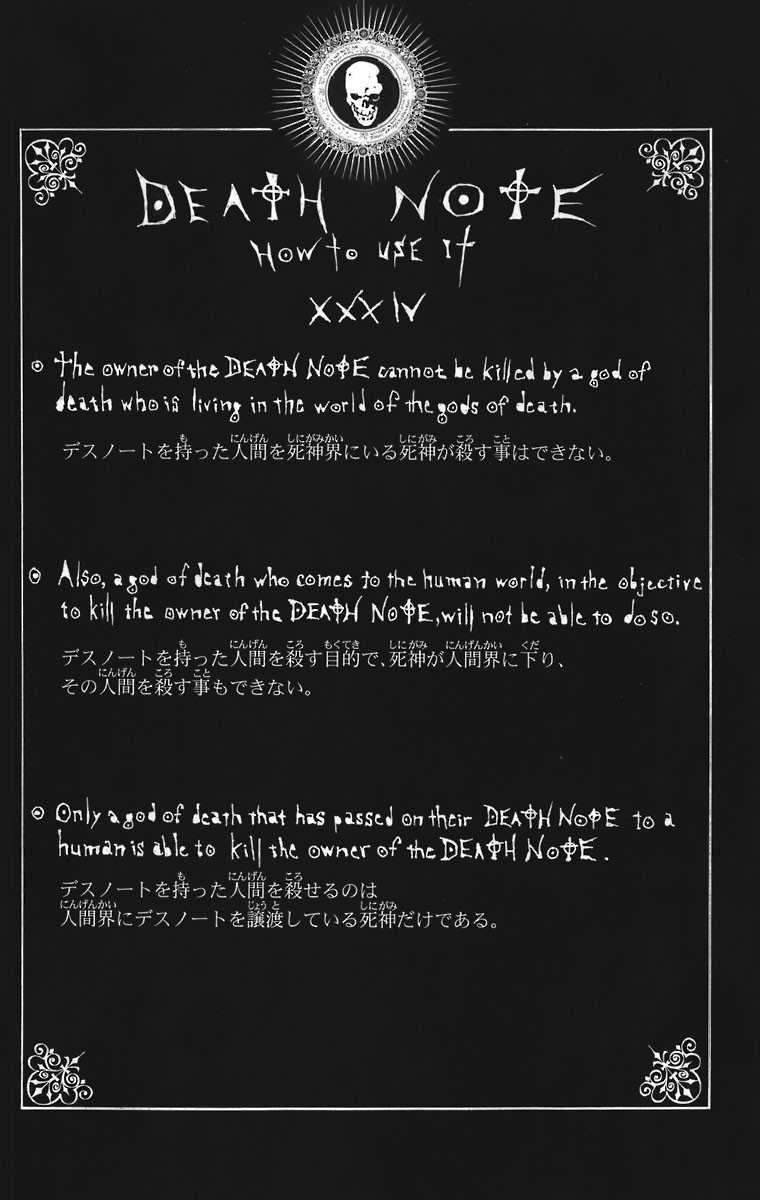 DEATH NOTE
HOW to USE It
XXXIV
The owner of the DEATH NOTE cannot be killed by a god of
death who is living in the world of the gods of death.
デスノートを持った人間を死神界にいる死神が殺す事はできない。
Also, a god of death who comes to the human world, in the objective
to kill the owner of the DEATH NOTE, will not be able to do so.
デスノートを持った人間を殺す目的で、死神が人間界に下り、
その人間を殺す事もできない。
Only a god of death that has passed on their DEATH NOTE to a
human is able to kill the owner of the DEATH NOTE.
デスノートを持った人間を殺せるのは
人間界にデスノートを譲渡している死神だけである。